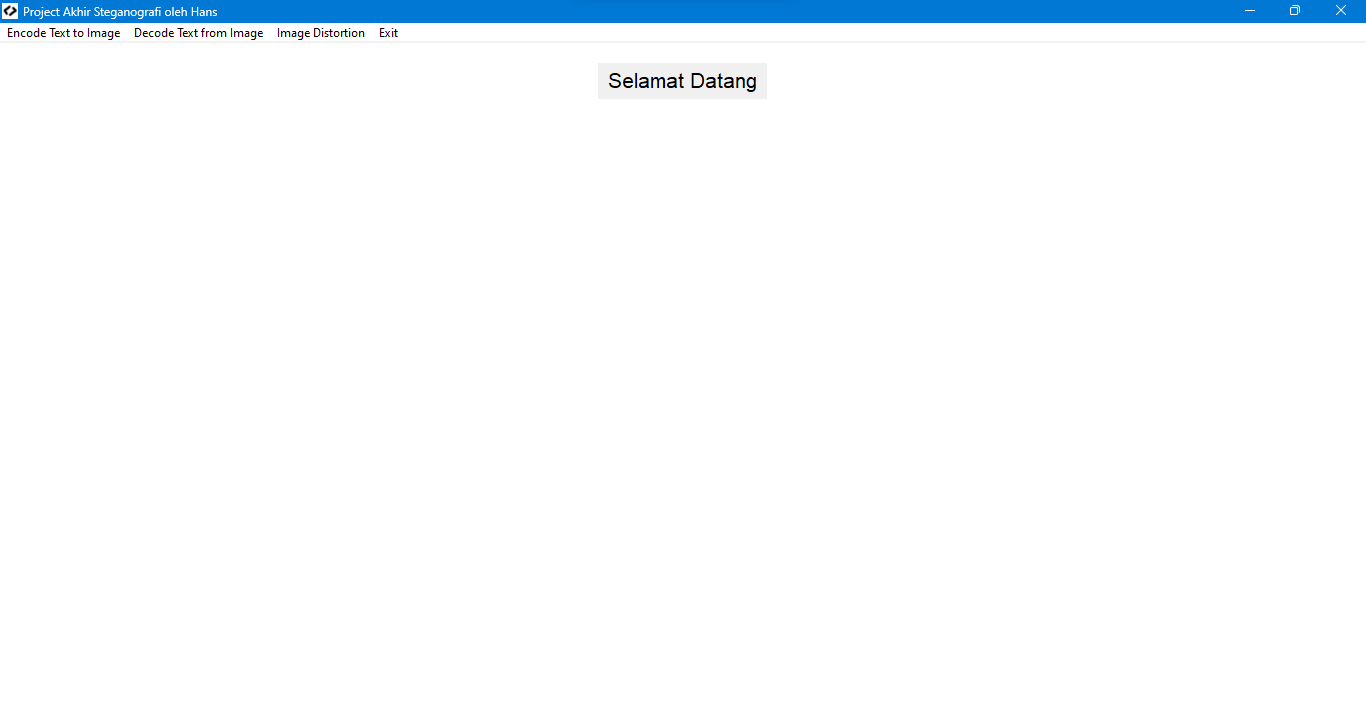 Project Akhir Steganografi oleh Hans
Encode Text to Image Decode Text from Image Image Distortion Exit
Selamat Datang